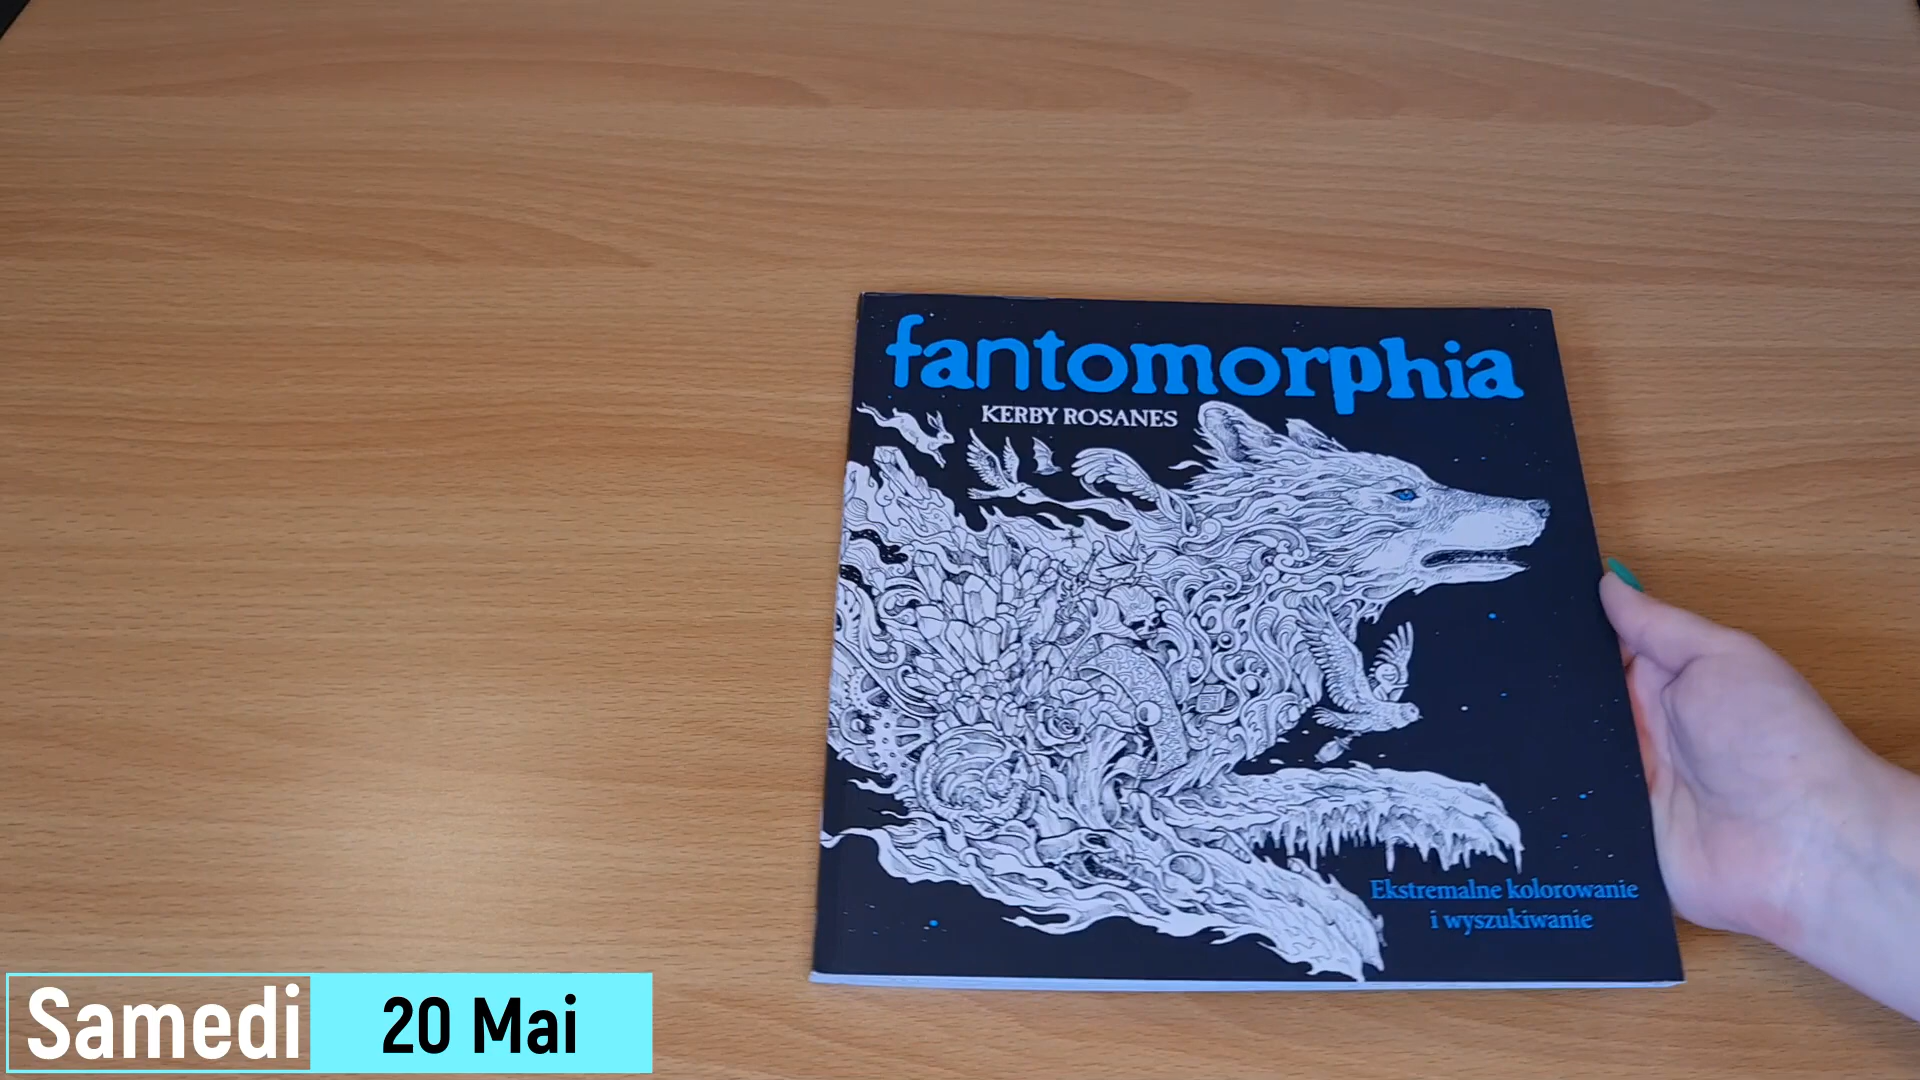 fantomorphia
KERBY ROSANES
Ekstremalne kolorowanie
i wyszukiwanie
Samedi
20 Mai